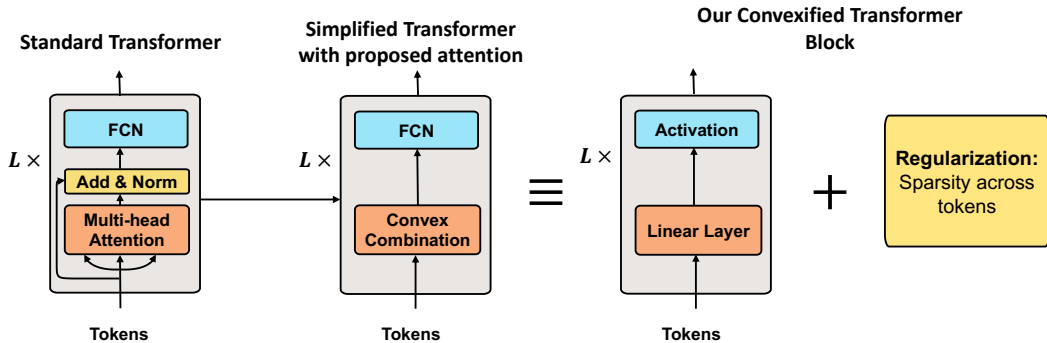 Standard Transformer
L ×
FCN
Add & Norm
Multi-head
Attention
Tokens
Simplified Transformer
with proposed attention
L ×
FCN
Convex
Combination
Tokens
≡
Our Convexified Transformer
Block
L ×
Activation
Linear Layer
Tokens
+
Regularization:
Sparsity across
tokens